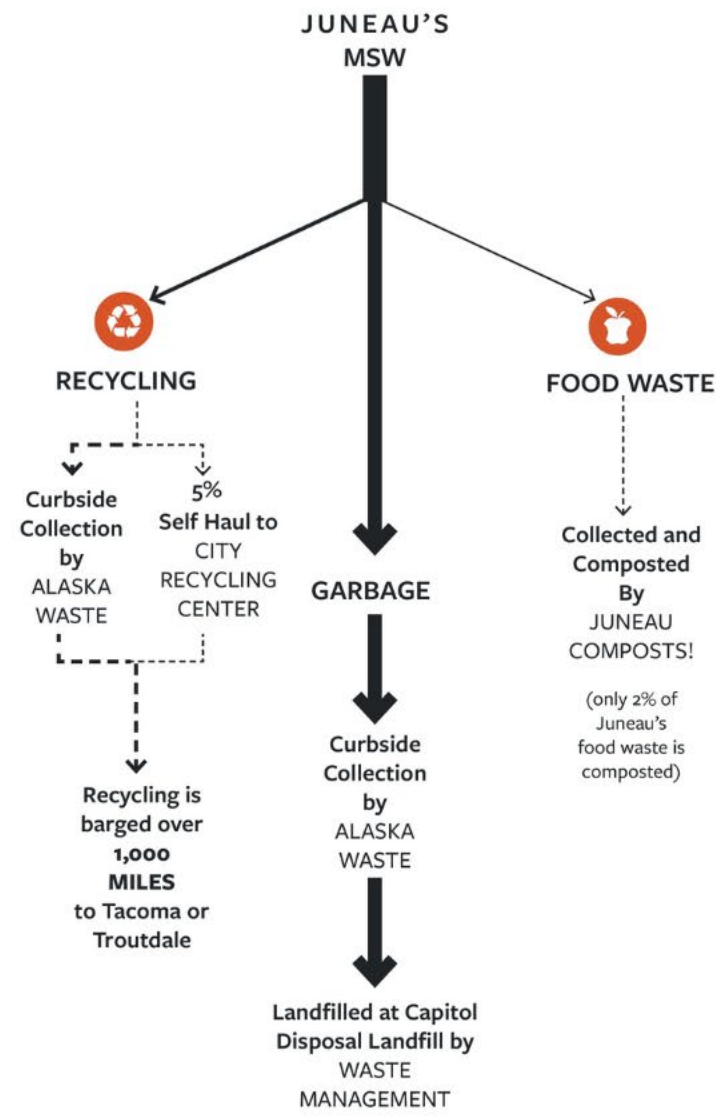 JUNEAU'S
MSW
RECYCLING
Curbside
Collection
by
ALASKA
WASTE
5%
Self Haul to
CITY
RECYCLING
CENTER
Recycling is
barged over
1,000
MILES
to Tacoma or
Troutdale
GARBAGE
Curbside
Collection
by
ALASKA
WASTE
Landfilled at Capitol
Disposal Landfill by
WASTE
MANAGEMENT
FOOD WASTE
Collected and
Composted
By
JUNEAU
COMPOSTS!
(only 2% of
Juneau's
food waste is
composted)